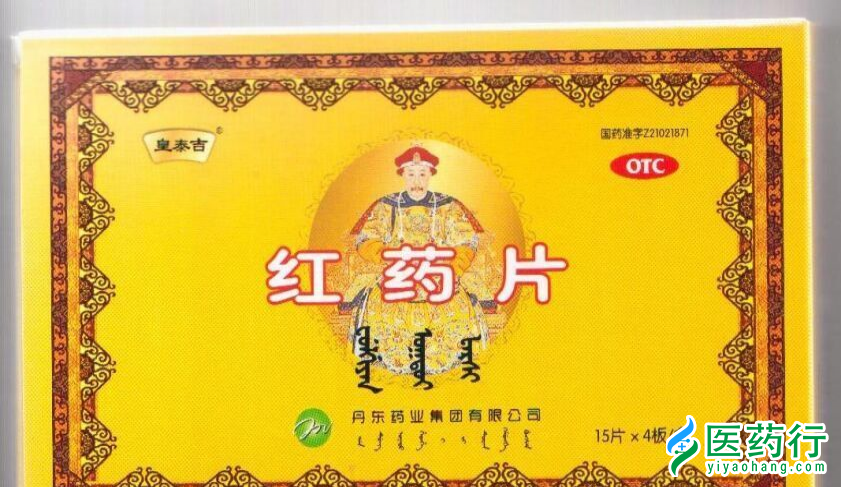 皇泰吉®
国药准字Z21021871
OTC
红药片
丹东药业集团有限公司
15片×4板/
医药行
yiyaohang.com